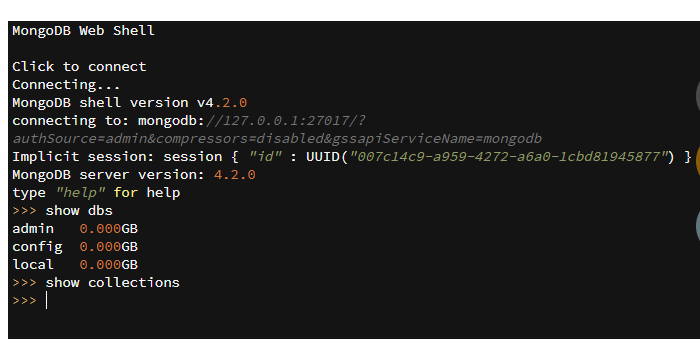 MongoDB Web Shell
Click to connect
Connecting...
MongoDB shell version v4.2.0
connecting to: mongodb://127.0.0.1:27017/?
authSource=admin&compressors=disabled&gssapiServiceName=mongodb
Implicit session: session { "id" : UUID("007c14c9-a959-4272-a6a0-1cbd81945877") }
MongoDB server version: 4.2.0
type "help" for help
>>> show dbs
admin   0.000GB
config  0.000GB
local   0.000GB
>>> show collections
>>>